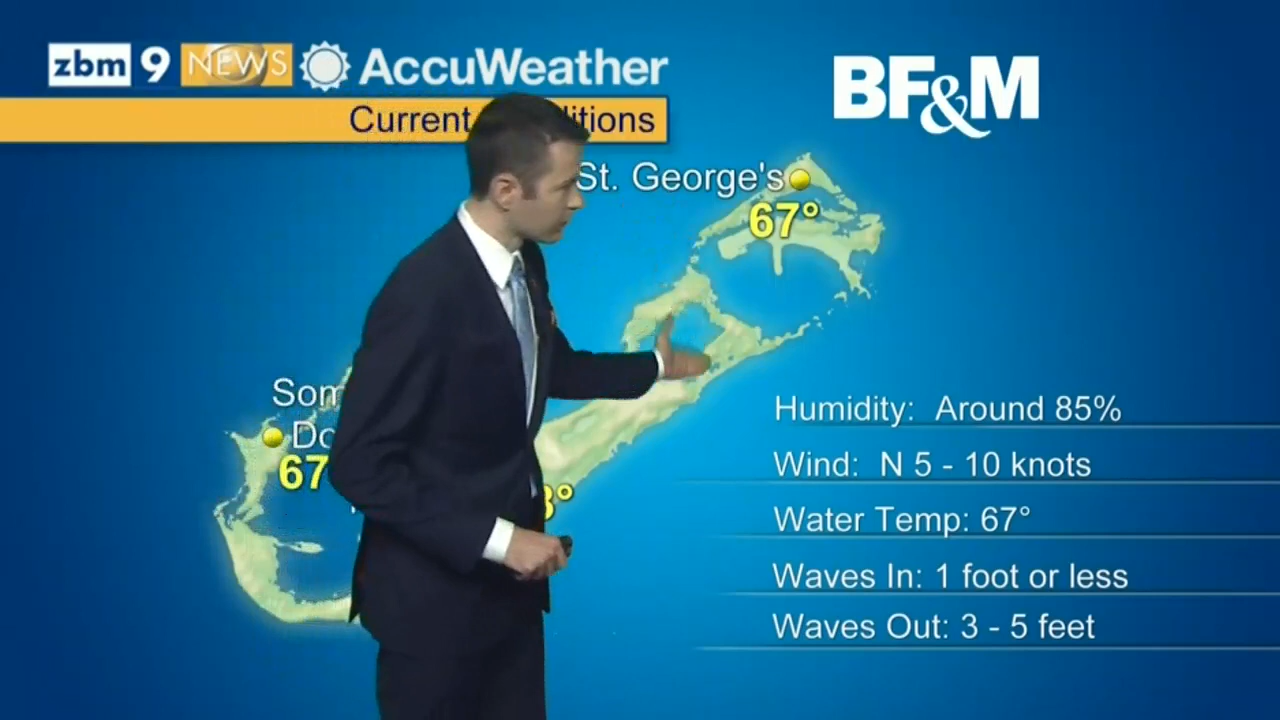 zbm 9 NEWS AccuWeather
BF&M
Current
St. George's
67°
67
Humidity: Around 85%
Wind: N 5 - 10 knots
Water Temp: 67°
Waves In: 1 foot or less
Waves Out: 3 - 5 feet